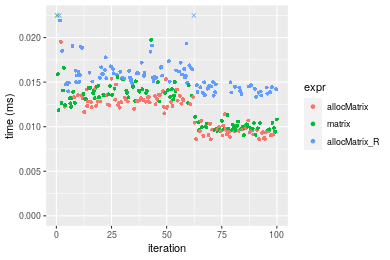 0.020
0.015
0.010
0.005
0.000
time (ms)
0
25
50
75
100
iteration
expr
allocMatrix
matrix
allocMatrix_R